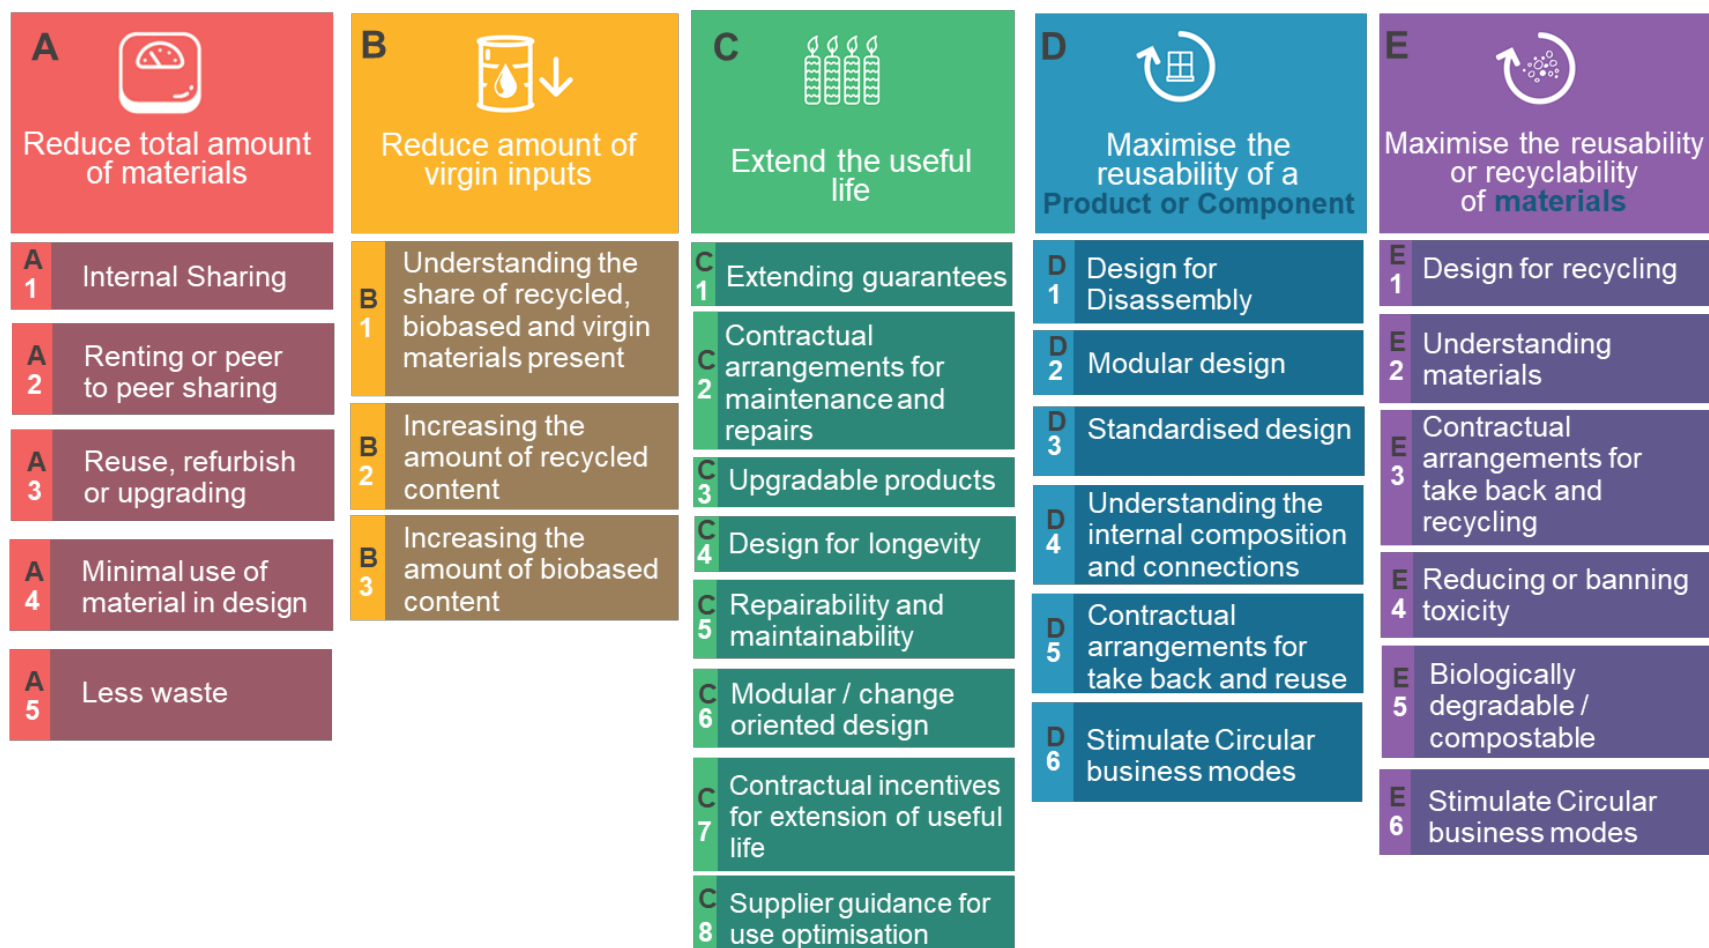 A
Reduce total amount
of materials
A
1
Internal Sharing
A
2
Renting or peer
to peer sharing
A
3
Reuse, refurbish
or upgrading
A
4
Minimal use of
material in design
A
5
Less waste
B
Reduce amount of
virgin inputs
B
1
Understanding the
share of recycled,
biobased and virgin
materials present
B
2
Increasing the
amount of recycled
content
B
3
Increasing the
amount of biobased
content
C
Extend the useful
life
C
1
Extending guarantees
C
2
Contractual
arrangements for
maintenance and
repairs
C
3
Upgradable products
C
4
Design for longevity
C
5
Repairability and
maintainability
C
6
Modular / change
oriented design
C
7
Contractual incentives
for extension of useful
life
C
8
Supplier guidance for
use optimisation
D
Maximise the
reusability of a
Product or Component
D
1
Design for
Disassembly
D
2
Modular design
D
3
Standardised design
D
4
Understanding the
internal composition
and connections
D
5
Contractual
arrangements for
take back and reuse
D
6
Stimulate Circular
business modes
E
Maximise the reusability
or recyclability
of materials
E
1
Design for recycling
E
2
Understanding
materials
E
3
Contractual
arrangements for
take back and
recycling
E
4
Reducing or banning
toxicity
E
5
Biologically
degradable /
compostable
E
6
Stimulate Circular
business modes